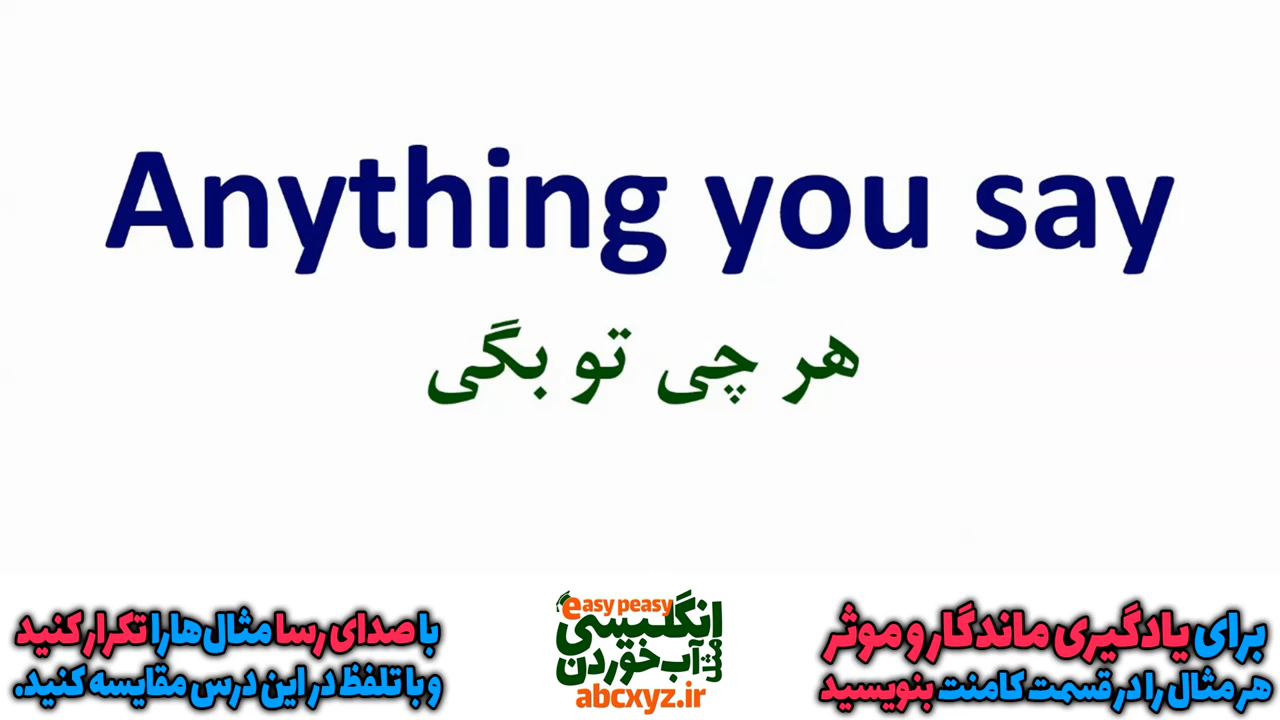 Anything you say
هر چی تو بگی
برای یادگیری ماندگار و موثر
هر مثال را در قسمت کامنت بنویسید
easy peasy
انگلیسی
مثل آب خوردن
abcxyz.ir
با صدای رسا مثال‌ها را تکرار کنید
و با تلفظ در این درس مقایسه کنید.